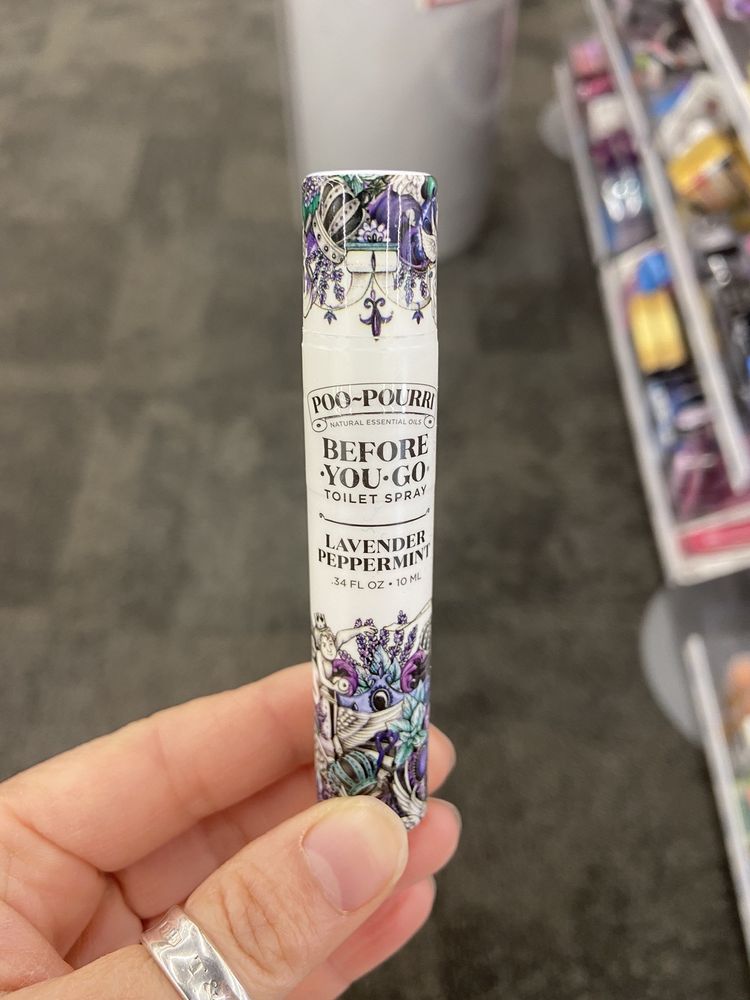 POO~POURRI
NATURAL ESSENTIAL OILS
BEFORE
·YOU·GO·
TOILET SPRAY
LAVENDER
PEPPERMINT
.34 FL OZ • 10 ML